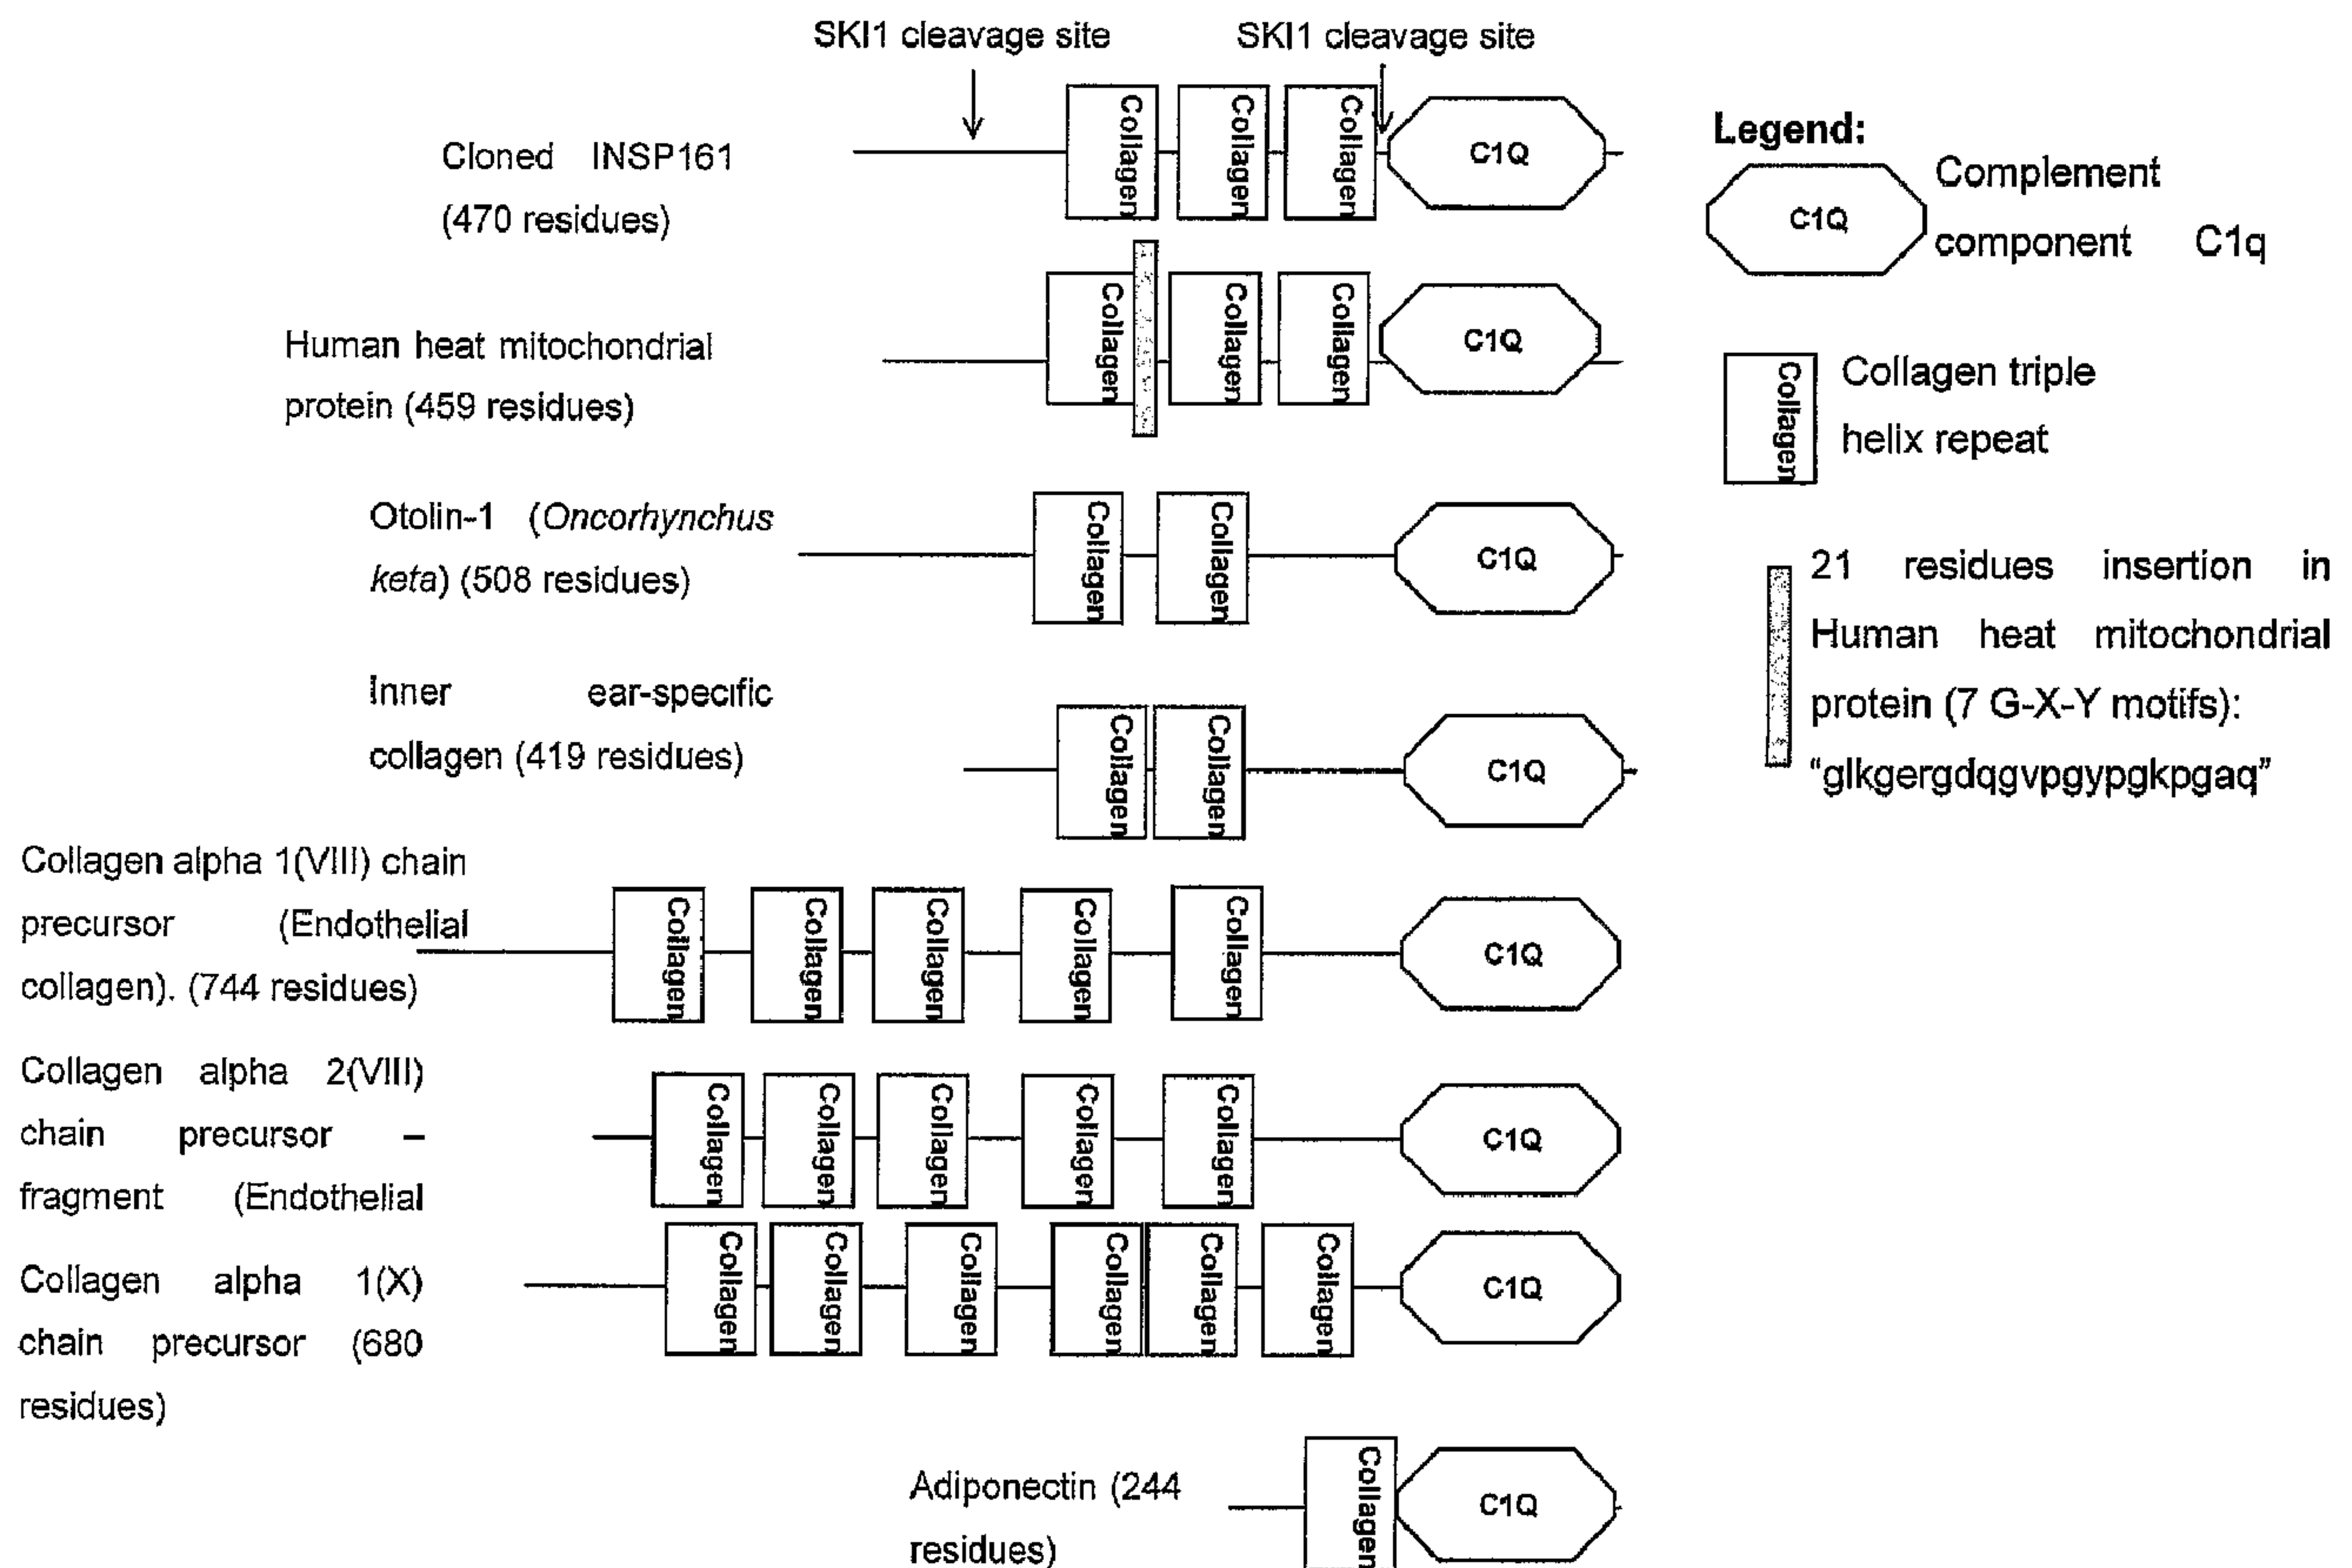 SKI1 cleavage site SKI1 cleavage site
Cloned INSP161
(470 residues)
Collagen Collagen Collagen C1Q
Human heat mitochondrial
protein (459 residues)
Collagen Collagen Collagen C1Q
Otolin-1 (Oncorhynchus
keta) (508 residues)
Collagen Collagen C1Q
Inner ear-specific
collagen (419 residues)
Collagen Collagen C1Q
Collagen alpha 1(VIII) chain
precursor (Endothelial
collagen). (744 residues)
Collagen Collagen Collagen Collagen Collagen C1Q
Collagen alpha 2(VIII)
chain precursor –
fragment (Endothelial
Collagen Collagen Collagen Collagen Collagen C1Q
Collagen alpha 1(X)
chain precursor (680
residues)
Collagen Collagen Collagen Collagen Collagen Collagen C1Q
Adiponectin (244
residues)
Collagen C1Q
Legend:
C1Q
Complement
component C1q
Collagen
Collagen triple
helix repeat
21 residues insertion in
Human heat mitochondrial
protein (7 G-X-Y motifs):
“glkgergdqgvpgypgkpgaq”